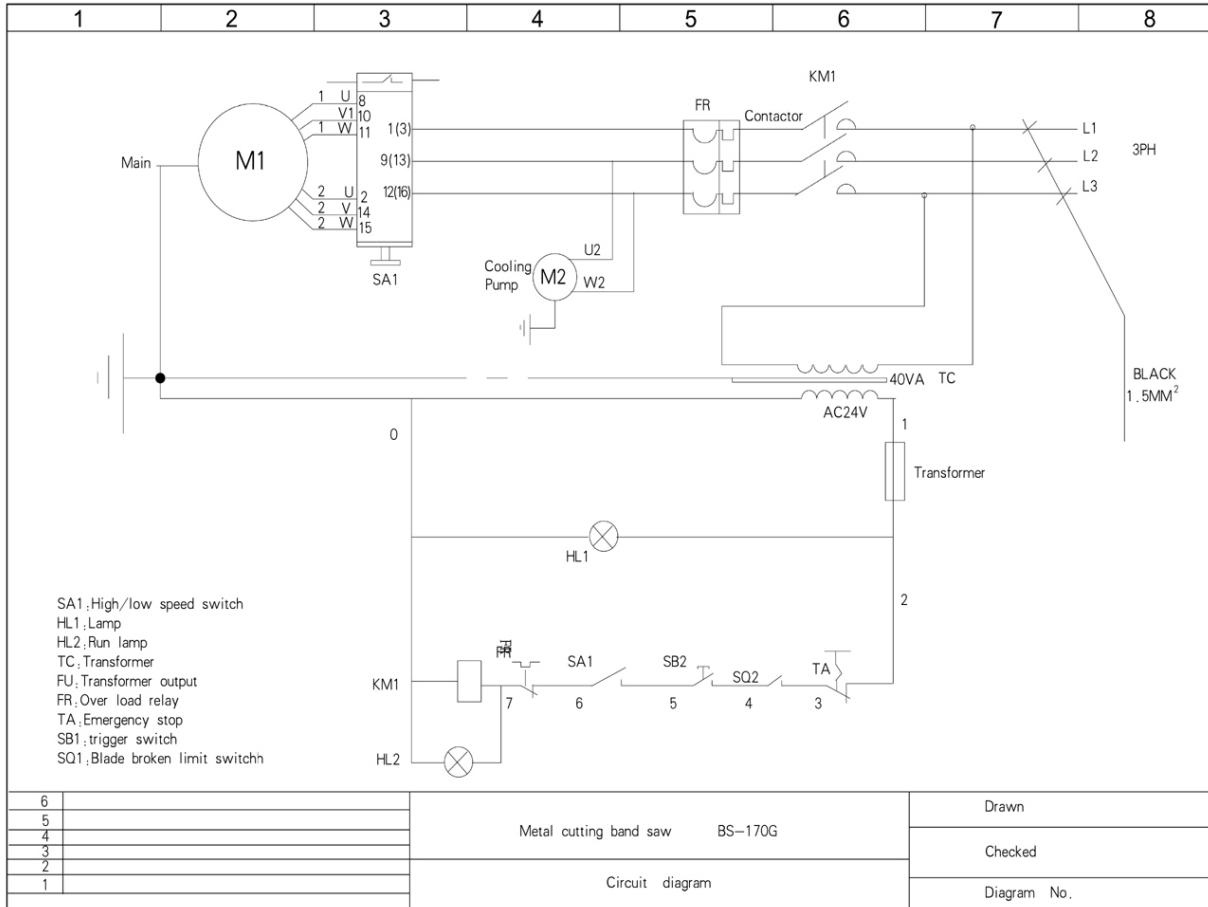 1 2 3 4 5 6 7 8
KM1
FR
Contactor
1 U 8
V1 10
1 W 11
1(3)
9(13)
12(16)
L1
L2
L3
3PH
Main
M1
2 U 2
2 V 14
2 W 15
SA1
Cooling
Pump
M2
U2
W2
40VA TC
AC24V
BLACK
1.5MM²
0
1
Transformer
HL1
2
SA1:High/low speed switch
HL1:Lamp
HL2:Run lamp
TC:Transformer
FU:Transformer output
FR:Over load relay
TA:Emergency stop
SB1:trigger switch
SQ1:Blade broken limit switchh
KM1
FR
SA1
SB2
SQ2
TA
7
6
5
4
3
HL2
6
5
4
3
2
1
Metal cutting band saw BS-170G
Circuit diagram
Drawn
Checked
Diagram No.